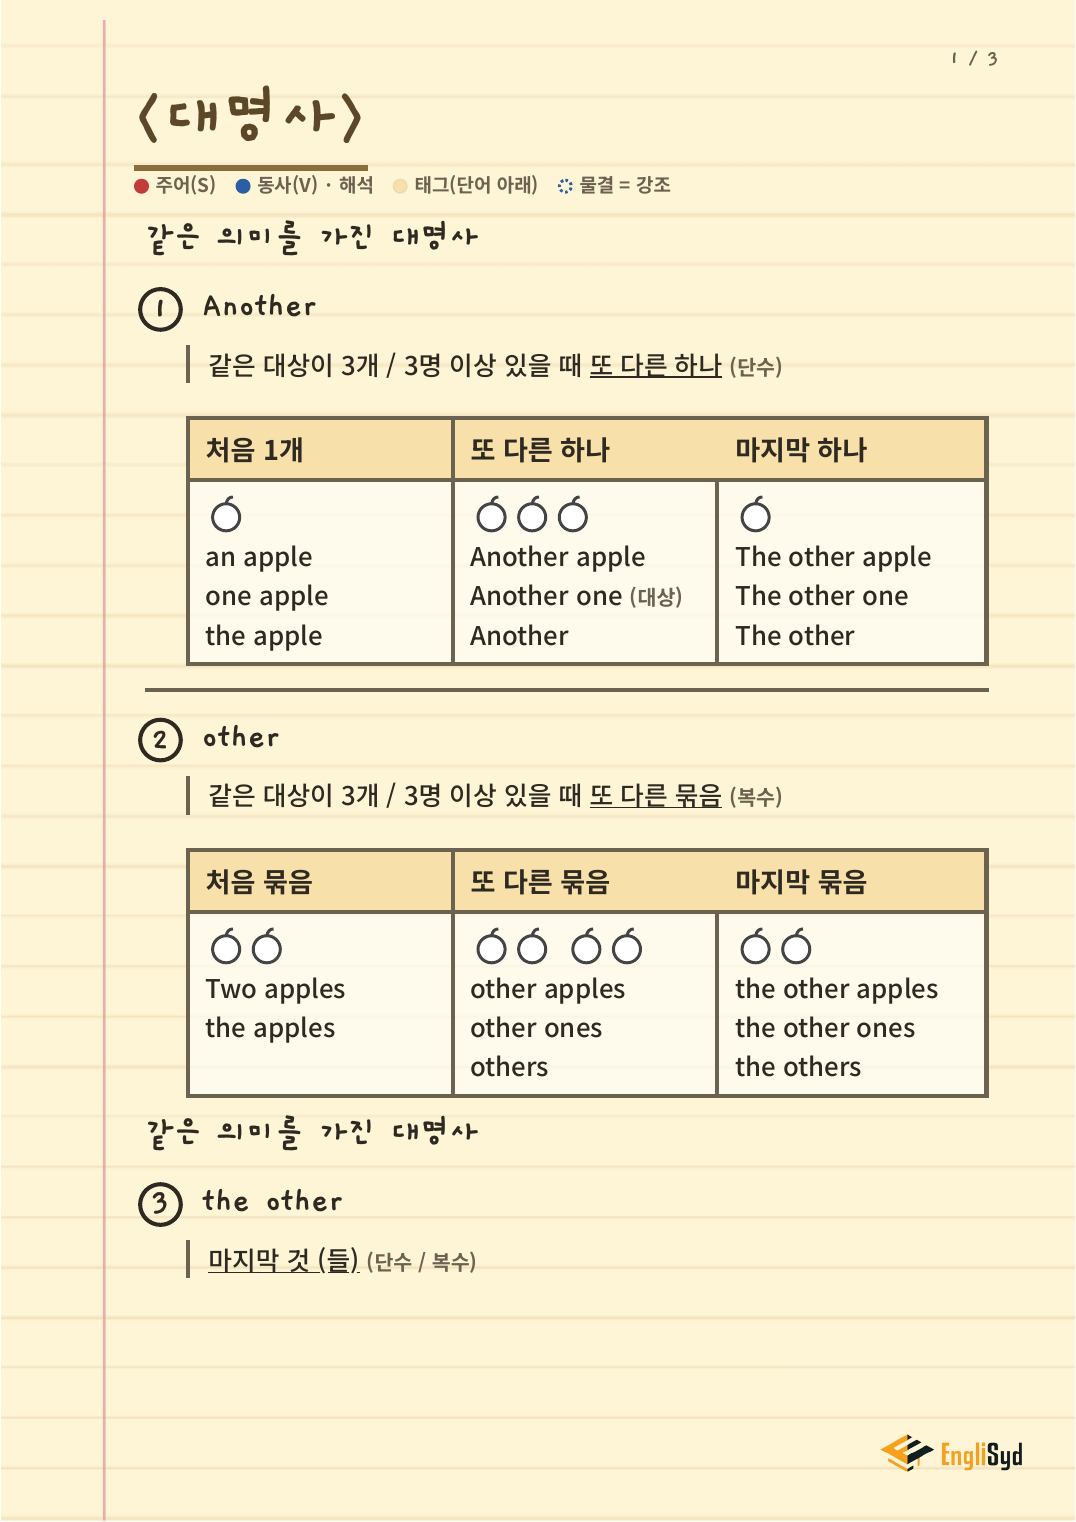 1 / 3
〈대명사〉
주어(S) 동사(V) · 해석 태그(단어 아래) 물결 = 강조
같은 의미를 가진 대명사
1 Another
같은 대상이 3개 / 3명 이상 있을 때 또 다른 하나 (단수)
처음 1개 또 다른 하나 마지막 하나
an apple Another apple The other apple
one apple Another one (대상) The other one
the apple Another The other
2 other
같은 대상이 3개 / 3명 이상 있을 때 또 다른 묶음 (복수)
처음 묶음 또 다른 묶음 마지막 묶음
Two apples other apples the other apples
the apples other ones the other ones
others the others
같은 의미를 가진 대명사
3 the other
마지막 것 (들) (단수 / 복수)
EngliSyd